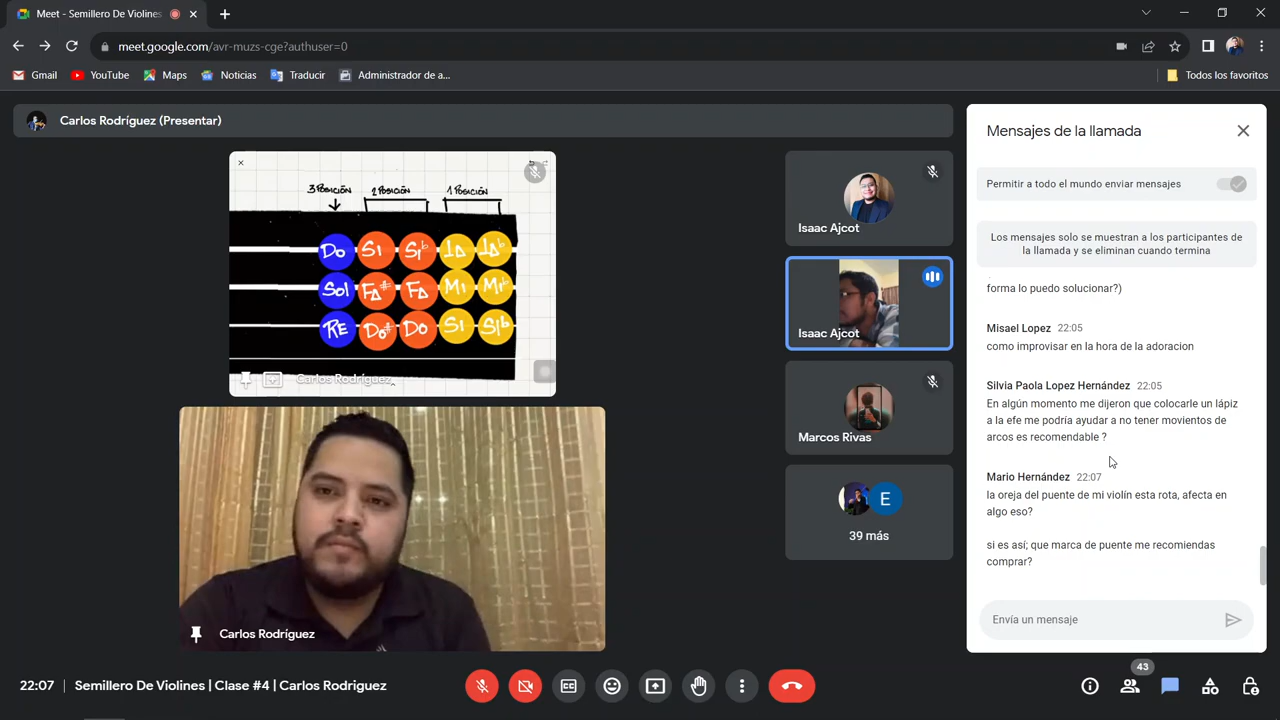 Meet - Semillero De Violines
meet.google.com/avr-muzs-cge?authuser=0
Gmail
YouTube
Maps
Noticias
Traducir
Administrador de a...
Todos los favoritos
Carlos Rodríguez (Presentar)
3 POSICIÓN
2 POSICIÓN
1 POSICIÓN
Do
Si
Si♭
La
La♭
Sol
Fa#
Fa
Mi
Mi♭
Re
Do#
Do
Si
Si♭
Carlos Rodríguez
Carlos Rodríguez
Isaac Ajcot
Isaac Ajcot
Marcos Rivas
E
39 más
Mensajes de la llamada
Permitir a todo el mundo enviar mensajes
Los mensajes solo se muestran a los participantes de
la llamada y se eliminan cuando termina
forma lo puedo solucionar?)
Misael Lopez 22:05
como improvisar en la hora de la adoracion
Silvia Paola Lopez Hernández 22:05
En algún momento me dijeron que colocarle un lápiz
a la efe me podría ayudar a no tener movientos de
arcos es recomendable ?
Mario Hernández 22:07
la oreja del puente de mi violín esta rota, afecta en
algo eso?
si es así; que marca de puente me recomiendas
comprar?
Envía un mensaje
22:07 | Semillero De Violines | Clase #4 | Carlos Rodriguez
43